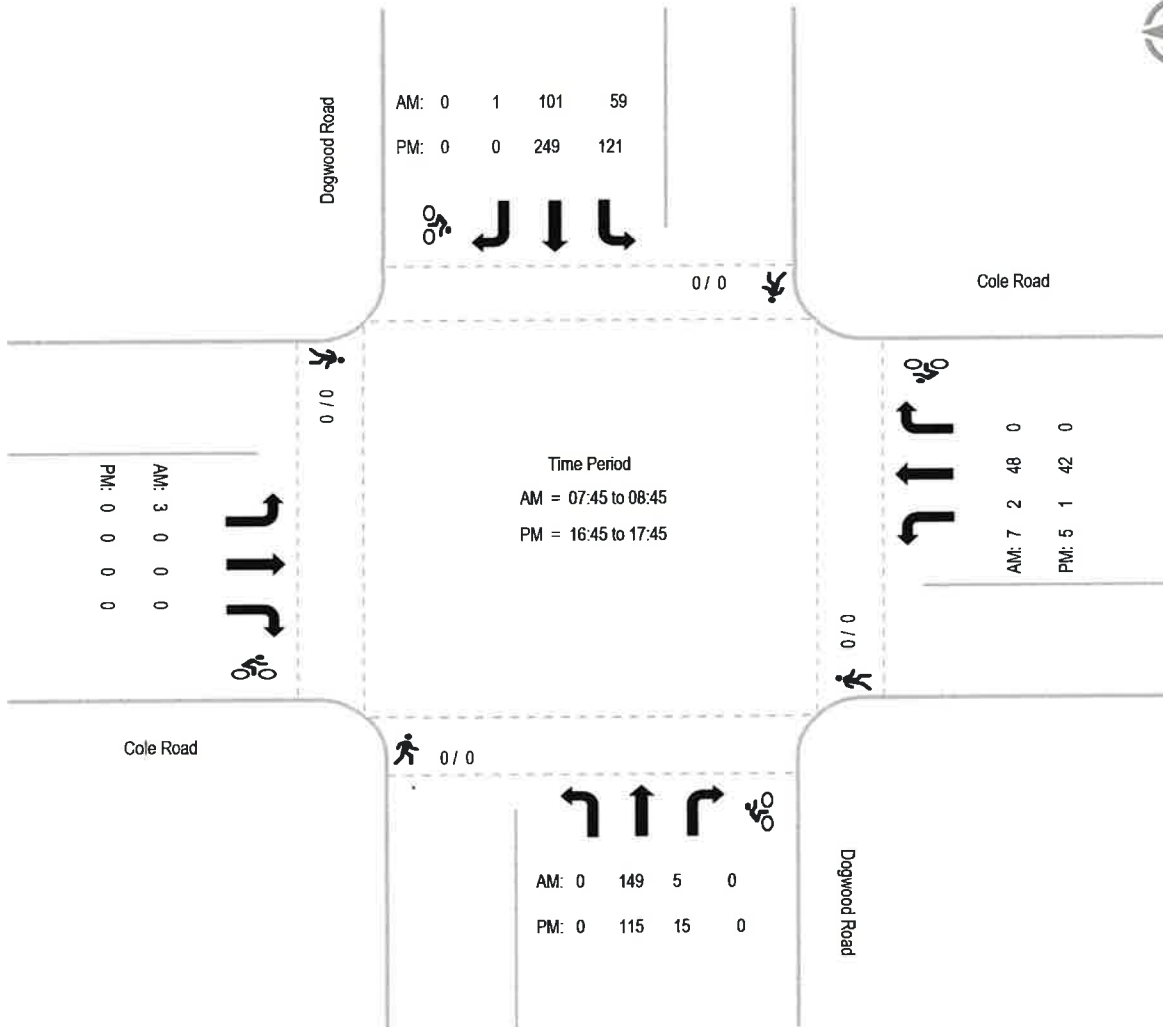 Dogwood Road
AM: 0 1 101 59
PM: 0 0 249 121
0 / 0
Cole Road
0 / 0
AM: 3 0 0 0
PM: 0 0 0 0
Time Period
AM = 07:45 to 08:45
PM = 16:45 to 17:45
AM: 7 2 48 0
PM: 5 1 42 0
0 / 0
Cole Road
0 / 0
AM: 0 149 5 0
PM: 0 115 15 0
Dogwood Road